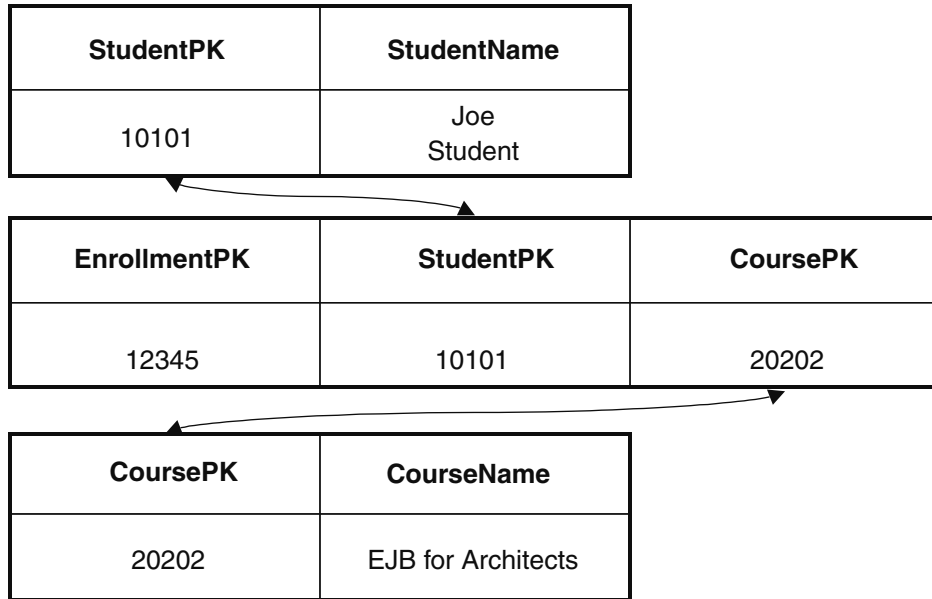 StudentPK StudentName
10101 Joe
Student
EnrollmentPK StudentPK CoursePK
12345 10101 20202
CoursePK CourseName
20202 EJB for Architects